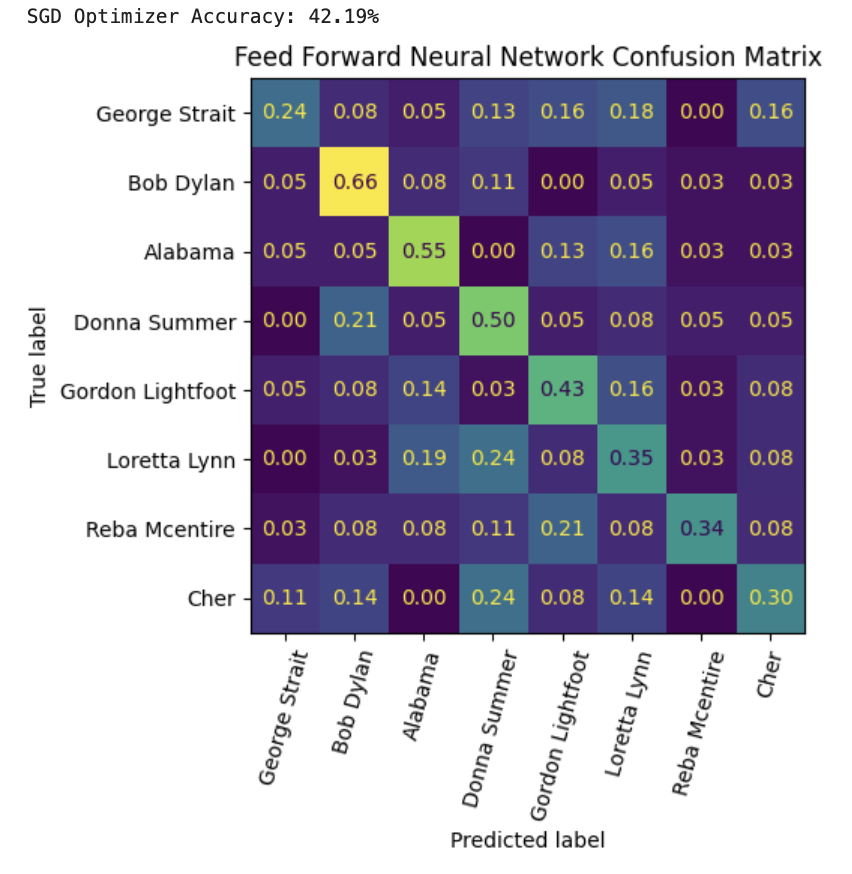 SGD Optimizer Accuracy: 42.19%
Feed Forward Neural Network Confusion Matrix
George Strait 0.24 0.08 0.05 0.13 0.16 0.18 0.00 0.16
Bob Dylan 0.05 0.66 0.08 0.11 0.00 0.05 0.03 0.03
Alabama 0.05 0.05 0.55 0.00 0.13 0.16 0.03 0.03
Donna Summer 0.00 0.21 0.05 0.50 0.05 0.08 0.05 0.05
Gordon Lightfoot 0.05 0.08 0.14 0.03 0.43 0.16 0.03 0.08
Loretta Lynn 0.00 0.03 0.19 0.24 0.08 0.35 0.03 0.08
Reba Mcentire 0.03 0.08 0.08 0.11 0.21 0.08 0.34 0.08
Cher 0.11 0.14 0.00 0.24 0.08 0.14 0.00 0.30
True label
George Strait
Bob Dylan
Alabama
Donna Summer
Gordon Lightfoot
Loretta Lynn
Reba Mcentire
Cher
Predicted label